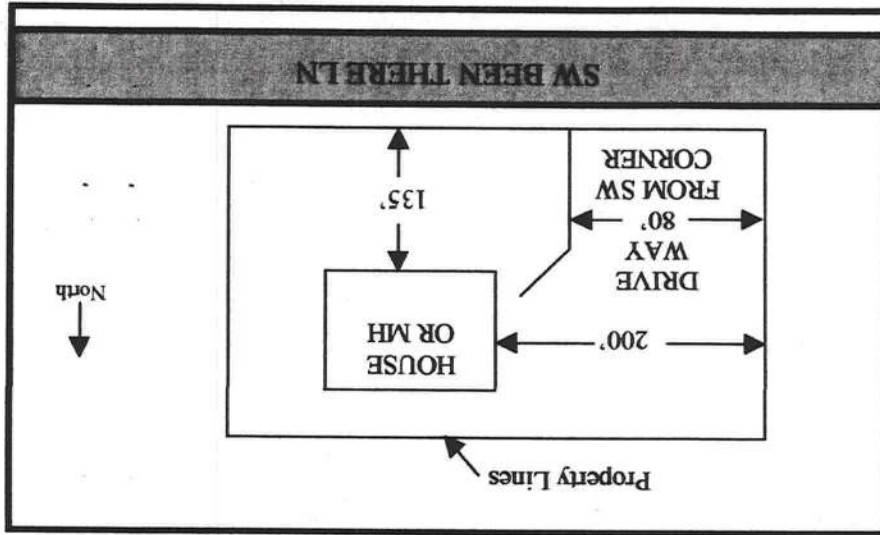 Property Lines
North
HOUSE
OR MH
200'
DRIVE
WAY
80'
FROM SW
CORNER
135'
SW BEEN THERE LN